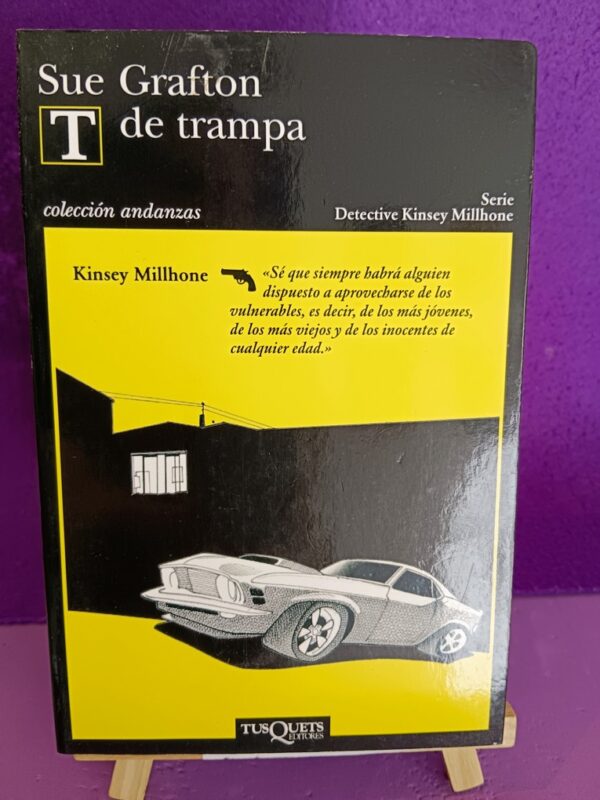 Sue Grafton
T de trampa
colección andanzas
Serie
Detective Kinsey Millhone
Kinsey Millhone
«Sé que siempre habrá alguien
dispuesto a aprovecharse de los
vulnerables, es decir, de los más jóvenes,
de los más viejos y de los inocentes de
cualquier edad.»
TUSQUETS
EDITORES